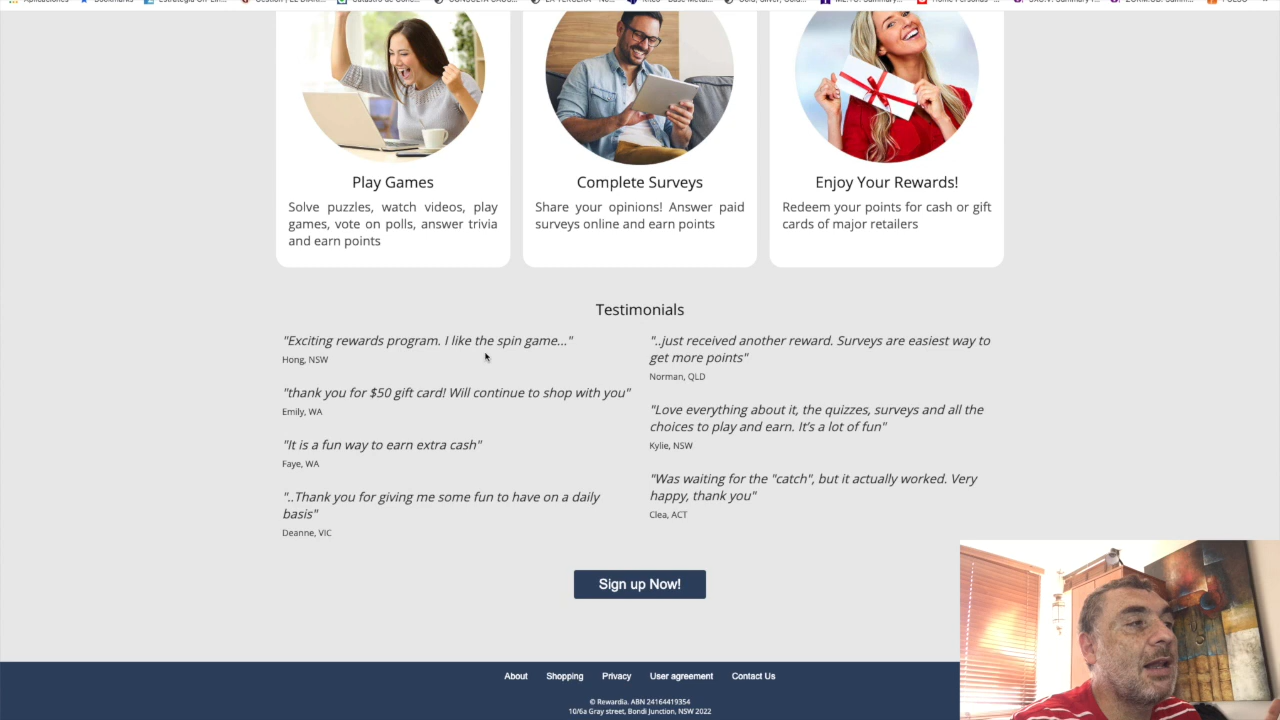 Aplicaciones
Bookmarks
Play Games
Solve puzzles, watch videos, play
games, vote on polls, answer trivia
and earn points
Complete Surveys
Share your opinions! Answer paid
surveys online and earn points
Enjoy Your Rewards!
Redeem your points for cash or gift
cards of major retailers
Testimonials
"Exciting rewards program. I like the spin game..."
Hong, NSW
"thank you for $50 gift card! Will continue to shop with you"
Emily, WA
"It is a fun way to earn extra cash"
Faye, WA
"..Thank you for giving me some fun to have on a daily
basis"
Deanne, VIC
"..just received another reward. Surveys are easiest way to
get more points"
Norman, QLD
"Love everything about it, the quizzes, surveys and all the
choices to play and earn. It's a lot of fun"
Kylie, NSW
"Was waiting for the "catch", but it actually worked. Very
happy, thank you"
Clea, ACT
Sign up Now!
About Shopping Privacy User agreement Contact Us
© Rewardia. ABN 24164419354
10/6a Gray street, Bondi Junction, NSW 2022